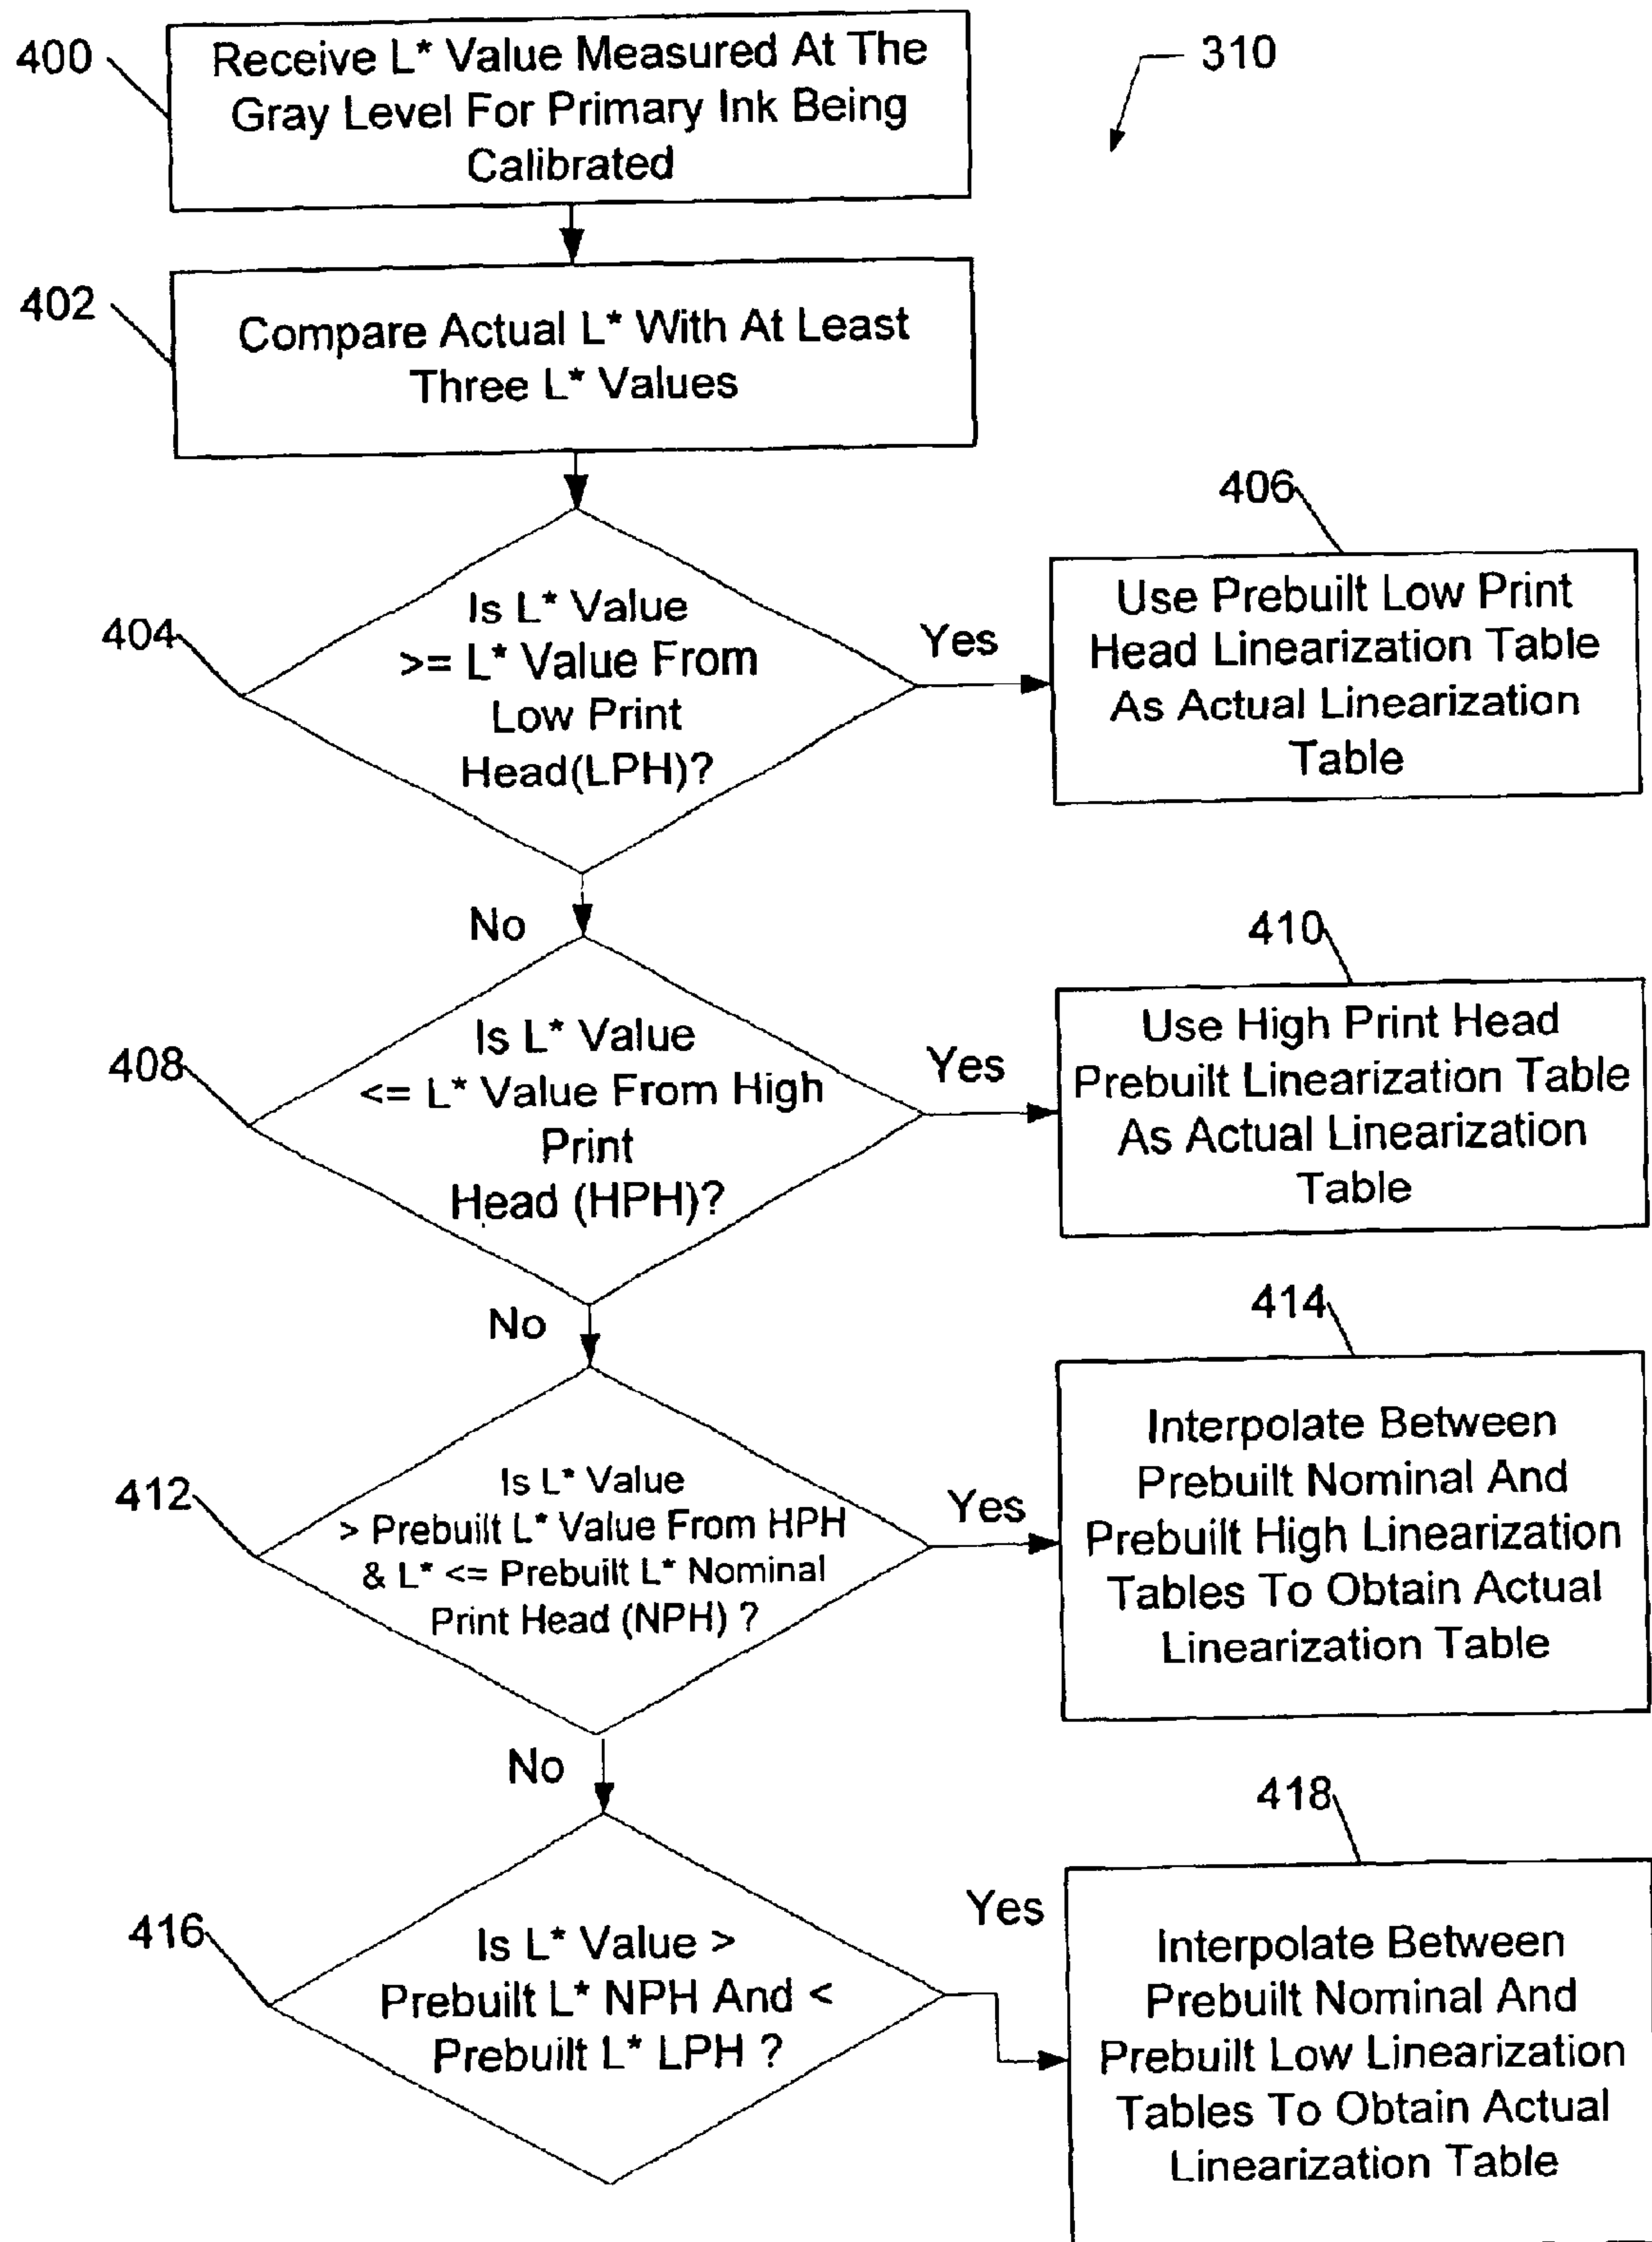 400
Receive L* Value Measured At The
Gray Level For Primary Ink Being
Calibrated
310
402
Compare Actual L* With At Least
Three L* Values
404
Is L* Value
>= L* Value From
Low Print
Head(LPH)?
Yes
406
Use Prebuilt Low Print
Head Linearization Table
As Actual Linearization
Table
No
408
Is L* Value
<= L* Value From High
Print
Head (HPH)?
Yes
410
Use High Print Head
Prebuilt Linearization Table
As Actual Linearization
Table
No
412
Is L* Value
> Prebuilt L* Value From HPH
& L* <= Prebuilt L* Nominal
Print Head (NPH) ?
Yes
414
Interpolate Between
Prebuilt Nominal And
Prebuilt High Linearization
Tables To Obtain Actual
Linearization Table
No
416
Is L* Value >
Prebuilt L* NPH And <
Prebuilt L* LPH ?
Yes
418
Interpolate Between
Prebuilt Nominal And
Prebuilt Low Linearization
Tables To Obtain Actual
Linearization Table